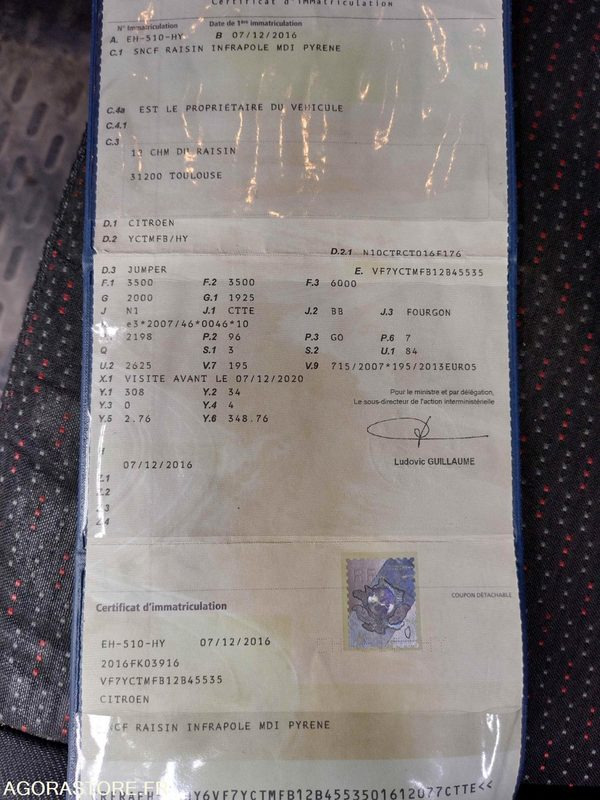 Certificat d'immatriculation
N° Immatriculation Date de 1ère immatriculation
A. EH-510-HY B 07/12/2016
C.1 SNCF RAISIN INFRAPOLE MDI PYRENE
C.4a EST LE PROPRIÉTAIRE DU VÉHICULE
C.4.1
C.3
CHM DU RAISIN
31200 TOULOUSE
D.1 CITROEN
D.2 YCTMFB/HY
D.2.1 N10CTRCT016F176
D.3 JUMPER E. VF7YCTMFB12B45535
F.1 3500 F.2 3500 F.3 6000
G 2000 G.1 1925
J N1 J.1 CTTE J.2 BB J.3 FOURGON
e3*2007/46*0046*10
2198 P.2 96 P.3 GO P.6 7
Q S.1 3 S.2 U.1 84
U.2 2625 V.7 195 V.9 715/2007*195/2013EURO5
X.1 VISITE AVANT LE 07/12/2020
Y.1 308 Y.2 34
Y.3 0 Y.4 4
Y.5 2.76 Y.6 348.76
Pour le ministre et par délégation,
Le sous-directeur de l'action interministérielle
Ludovic GUILLAUME
H
07/12/2016
Z.1
Z.2
Z.3
Z.4
COUPON DÉTACHABLE
Certificat d'immatriculation
EH-510-HY 07/12/2016
2016FK03916
VF7YCTMFB12B45535
CITROEN
SNCF RAISIN INFRAPOLE MDI PYRENE
AGORASTORE.FR